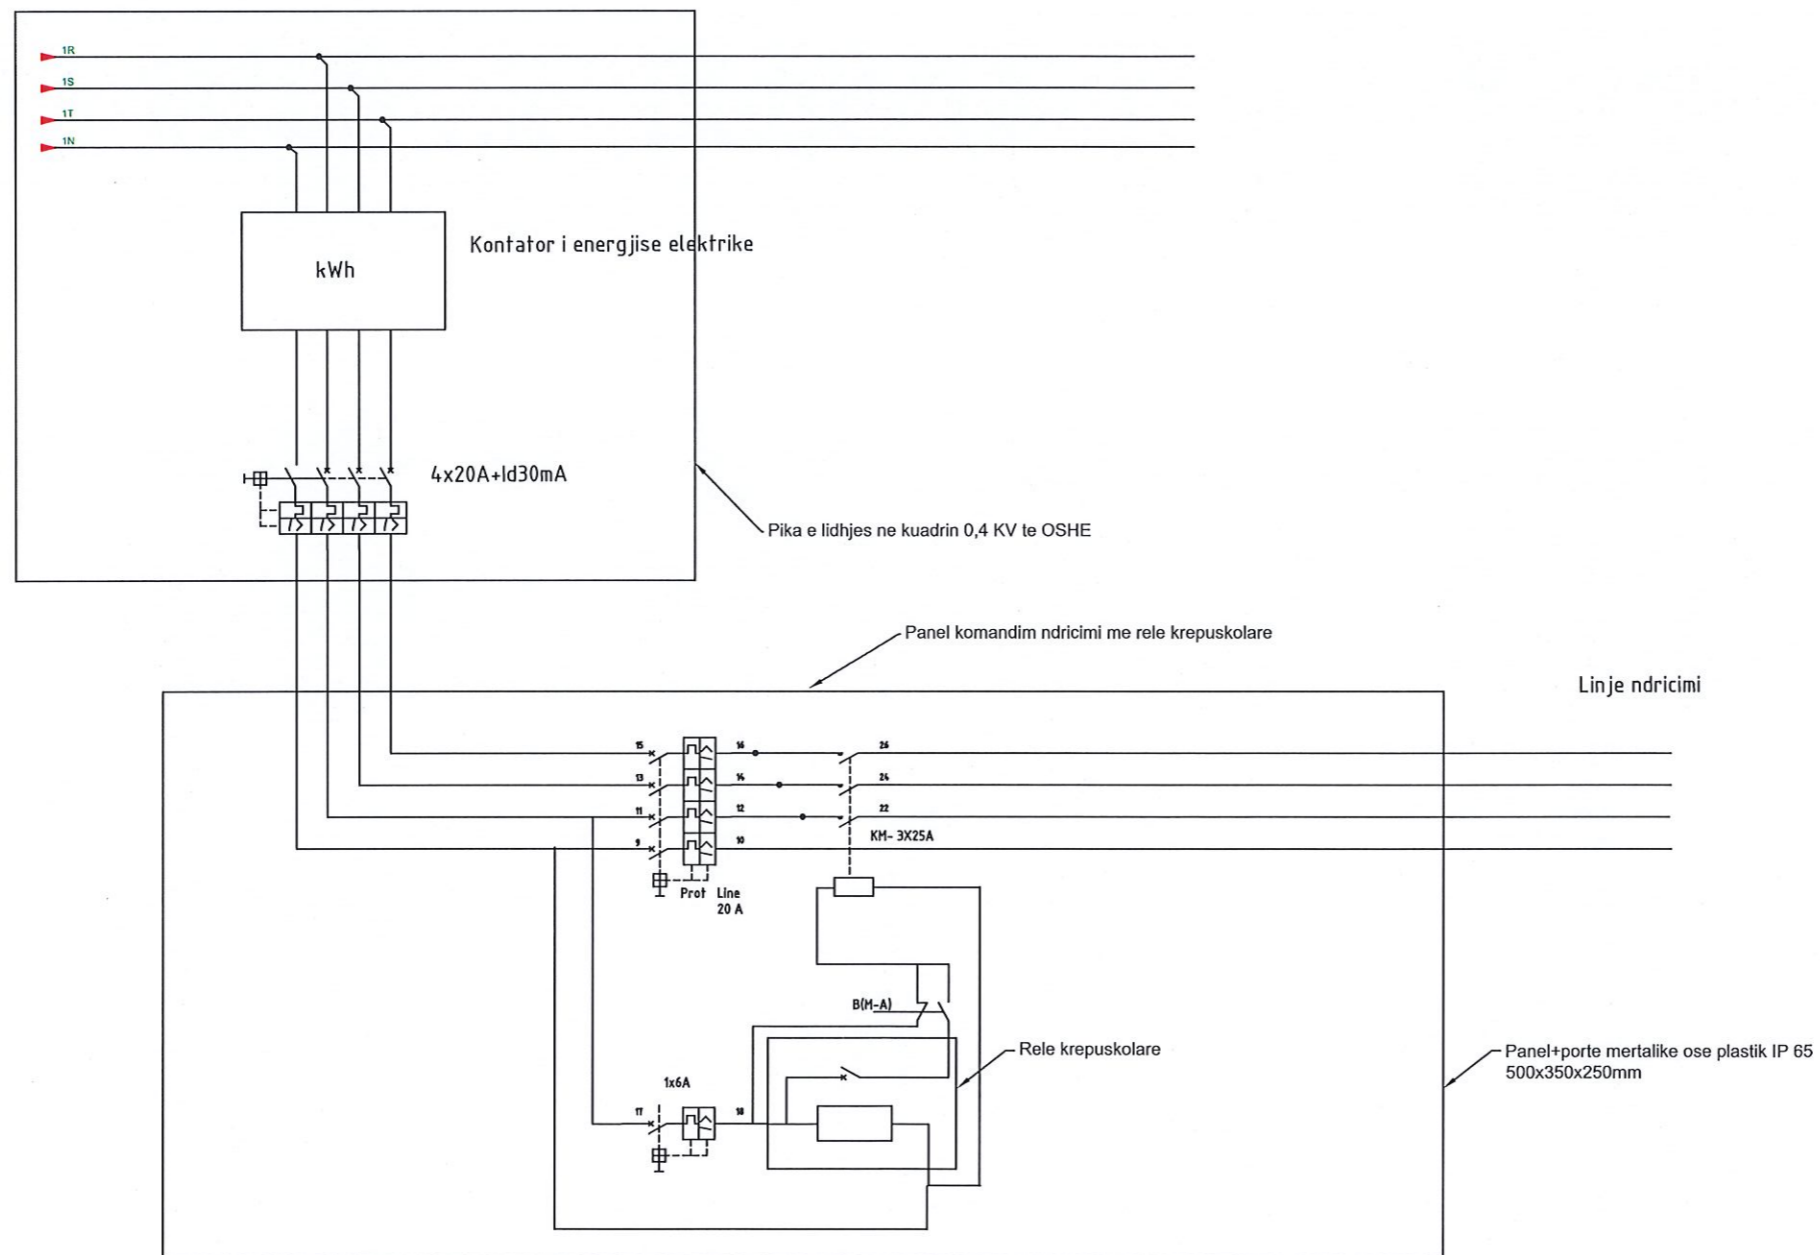 1R
1S
1T
1N
Kontator i energjise elektrike
kWh
4x20A+Id30mA
Pika e lidhjes ne kuadrin 0,4 KV te OSHE
Panel komandim ndricimi me rele krepuskolare
Linje ndricimi
15 16 26
13 14 24
11 12 22
KM- 3X25A
9 10
Prot Line
20 A
B(M-A)
Rele krepuskolare
Panel+porte mertalike ose plastik IP 65
500x350x250mm
1x6A
17 18